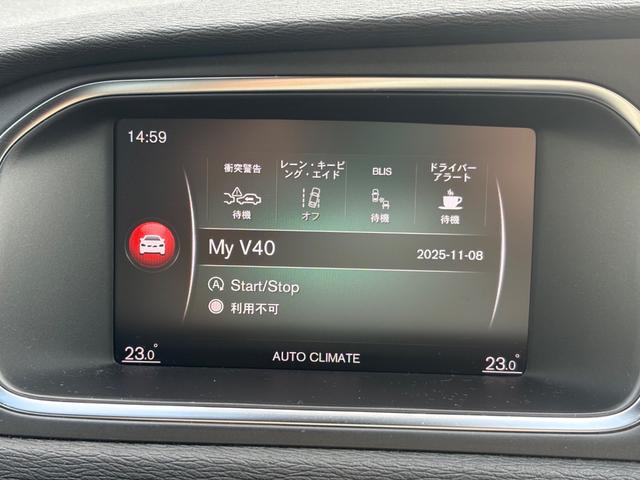 14:59
衝突警告
レーン・キーピ
ング・エイド
BLIS
ドライバー
アラート
待機
オフ
待機
待機
My V40
2025-11-08
Start/Stop
利用不可
23.0°
AUTO CLIMATE
23.0°